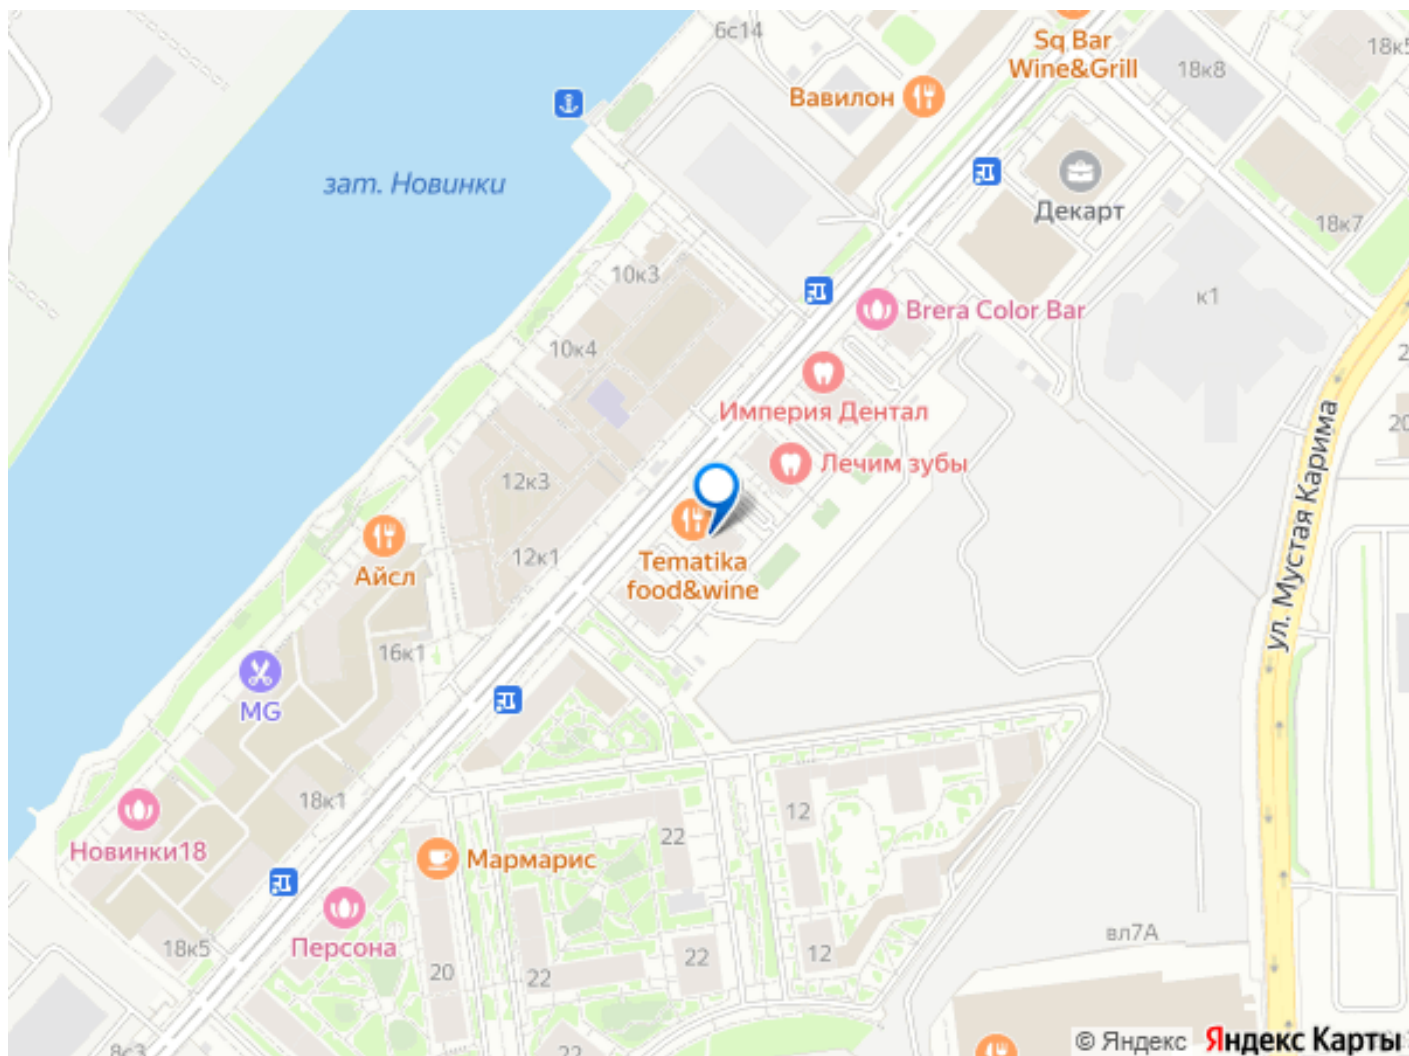 6с14
Sq Bar
Wine&Grill
18к8
Вавилон
зат. Новинки
Декарт
18к7
10к3
к1
Brera Color Bar
10к4
Империя Дентал
ул. Мустая Карима
Лечим зубы
12к3
Tematika
food&wine
12к1
Айсл
16к1
MG
18к1
12
22
Новинки18
Мармарис
Персона
18к5
вл7А
20
22
22
12
8с3
22
© Яндекс
Яндекс Карты